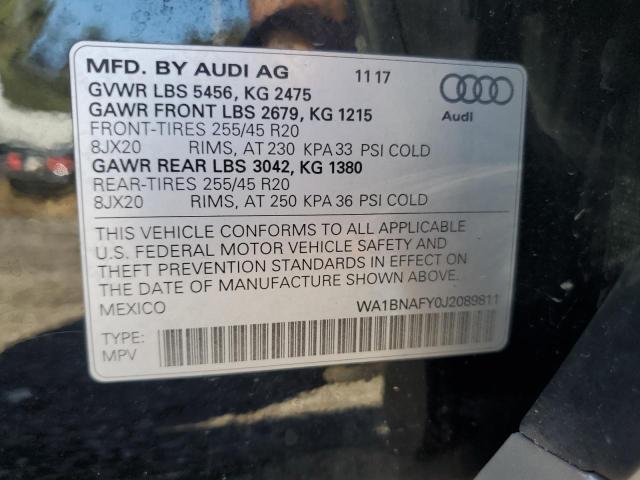 MFD. BY AUDI AG 11 17
GVWR LBS 5456, KG 2475
GAWR FRONT LBS 2679, KG 1215
FRONT-TIRES 255/45 R20
8JX20 RIMS, AT 230 KPA 33 PSI COLD
GAWR REAR LBS 3042, KG 1380
REAR-TIRES 255/45 R20
8JX20 RIMS, AT 250 KPA 36 PSI COLD
Audi
THIS VEHICLE CONFORMS TO ALL APPLICABLE
U.S. FEDERAL MOTOR VEHICLE SAFETY AND
THEFT PREVENTION STANDARDS IN EFFECT ON
THE DATE OF MANUFACTURE SHOWN ABOVE.
MEXICO WA1BNAFY0J2089811
TYPE:
MPV